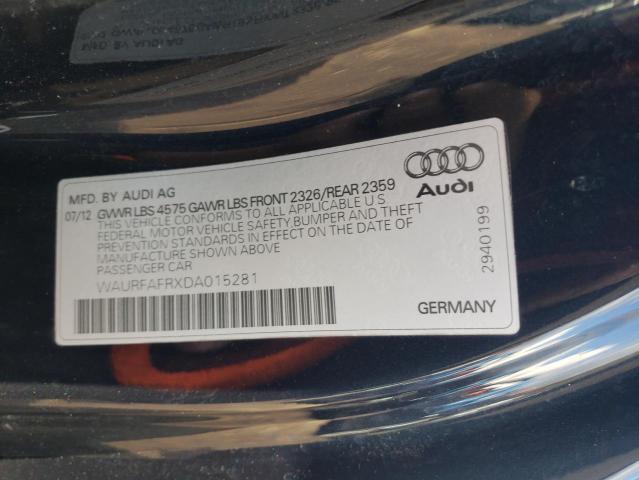 MFD. BY AUDI AG
07/12 GVWR LBS 4575 GAWR LBS FRONT 2326/REAR 2359
THIS VEHICLE CONFORMS TO ALL APPLICABLE U S
FEDERAL MOTOR VEHICLE SAFETY,BUMPER AND THEFT
PREVENTION STANDARDS IN EFFECT ON THE DATE OF
MANUFACTURE SHOWN ABOVE
PASSENGER CAR
WAURFAFRXDA015281
Audi
2940199
GERMANY